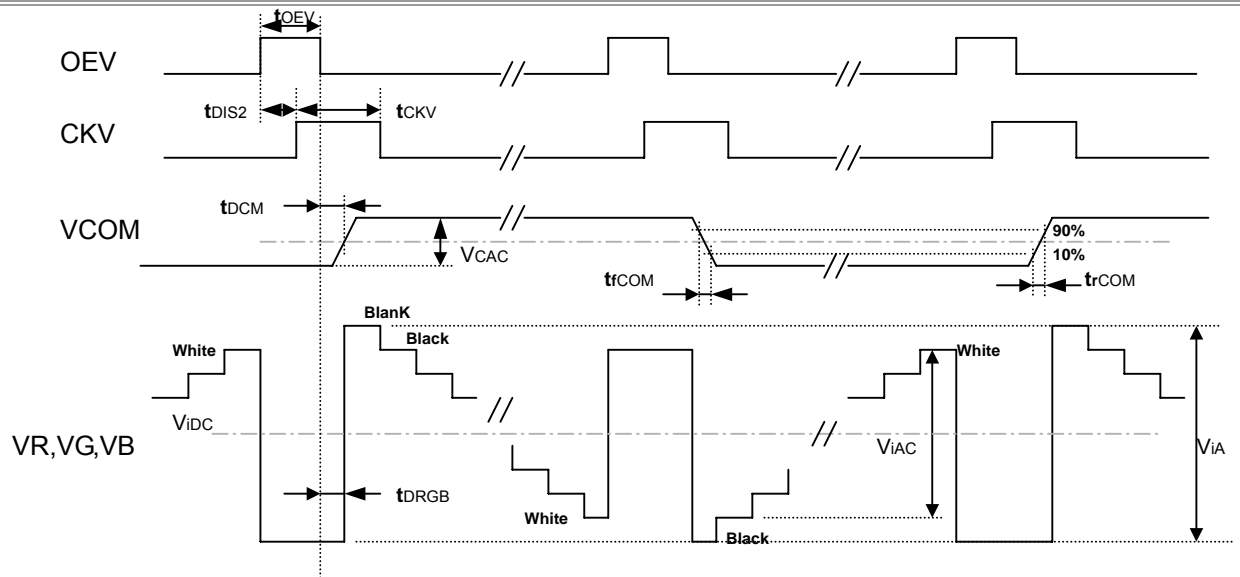 tOEV
OEV
tDIS2
tCKV
CKV
tDCM
VCOM
VCAC
90%
10%
tfCOM
trCOM
BlanK
White
Black
White
ViDC
VR,VG,VB
ViAC
ViA
tDRGB
White
Black